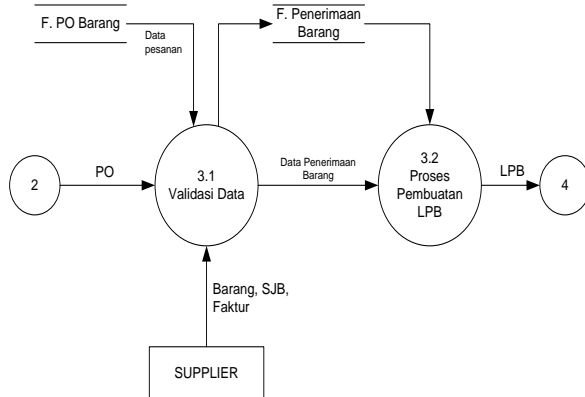 F. PO Barang
Data
pesanan
F. Penerimaan
Barang
2
PO
3.1
Validasi Data
Data Penerimaan
Barang
3.2
Proses
Pembuatan
LPB
LPB
4
Barang, SJB,
Faktur
SUPPLIER